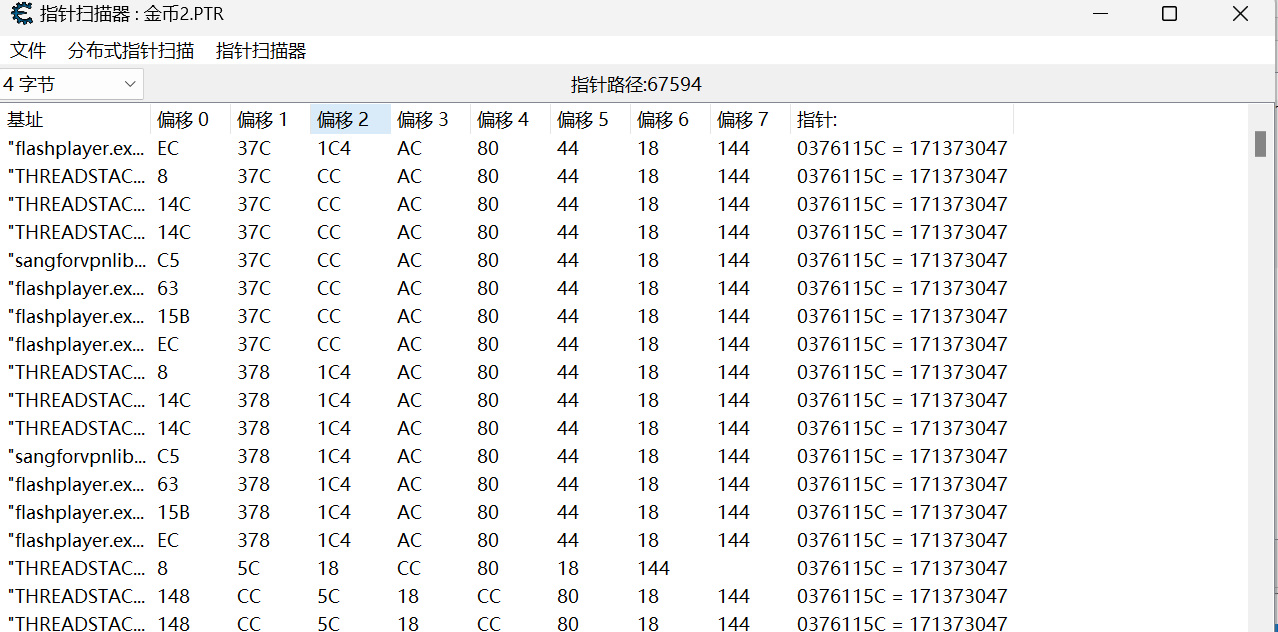 指针扫描器 : 金币2.PTR
文件 分布式指针扫描 指针扫描器
4 字节 指针路径:67594
基址 偏移 0 偏移 1 偏移 2 偏移 3 偏移 4 偏移 5 偏移 6 偏移 7 指针:
"flashplayer.ex... EC 37C 1C4 AC 80 44 18 144 0376115C = 171373047
"THREADSTAC... 8 37C CC AC 80 44 18 144 0376115C = 171373047
"THREADSTAC... 14C 37C CC AC 80 44 18 144 0376115C = 171373047
"THREADSTAC... 14C 37C CC AC 80 44 18 144 0376115C = 171373047
"sangforvpnlib... C5 37C CC AC 80 44 18 144 0376115C = 171373047
"flashplayer.ex... 63 37C CC AC 80 44 18 144 0376115C = 171373047
"flashplayer.ex... 15B 37C CC AC 80 44 18 144 0376115C = 171373047
"flashplayer.ex... EC 37C CC AC 80 44 18 144 0376115C = 171373047
"THREADSTAC... 8 378 1C4 AC 80 44 18 144 0376115C = 171373047
"THREADSTAC... 14C 378 1C4 AC 80 44 18 144 0376115C = 171373047
"THREADSTAC... 14C 378 1C4 AC 80 44 18 144 0376115C = 171373047
"sangforvpnlib... C5 378 1C4 AC 80 44 18 144 0376115C = 171373047
"flashplayer.ex... 63 378 1C4 AC 80 44 18 144 0376115C = 171373047
"flashplayer.ex... 15B 378 1C4 AC 80 44 18 144 0376115C = 171373047
"flashplayer.ex... EC 378 1C4 AC 80 44 18 144 0376115C = 171373047
"THREADSTAC... 8 5C 18 CC 80 18 144 0376115C = 171373047
"THREADSTAC... 148 CC 5C 18 CC 80 18 144 0376115C = 171373047
"THREADSTAC... 148 CC 5C 18 CC 80 18 144 0376115C = 171373047